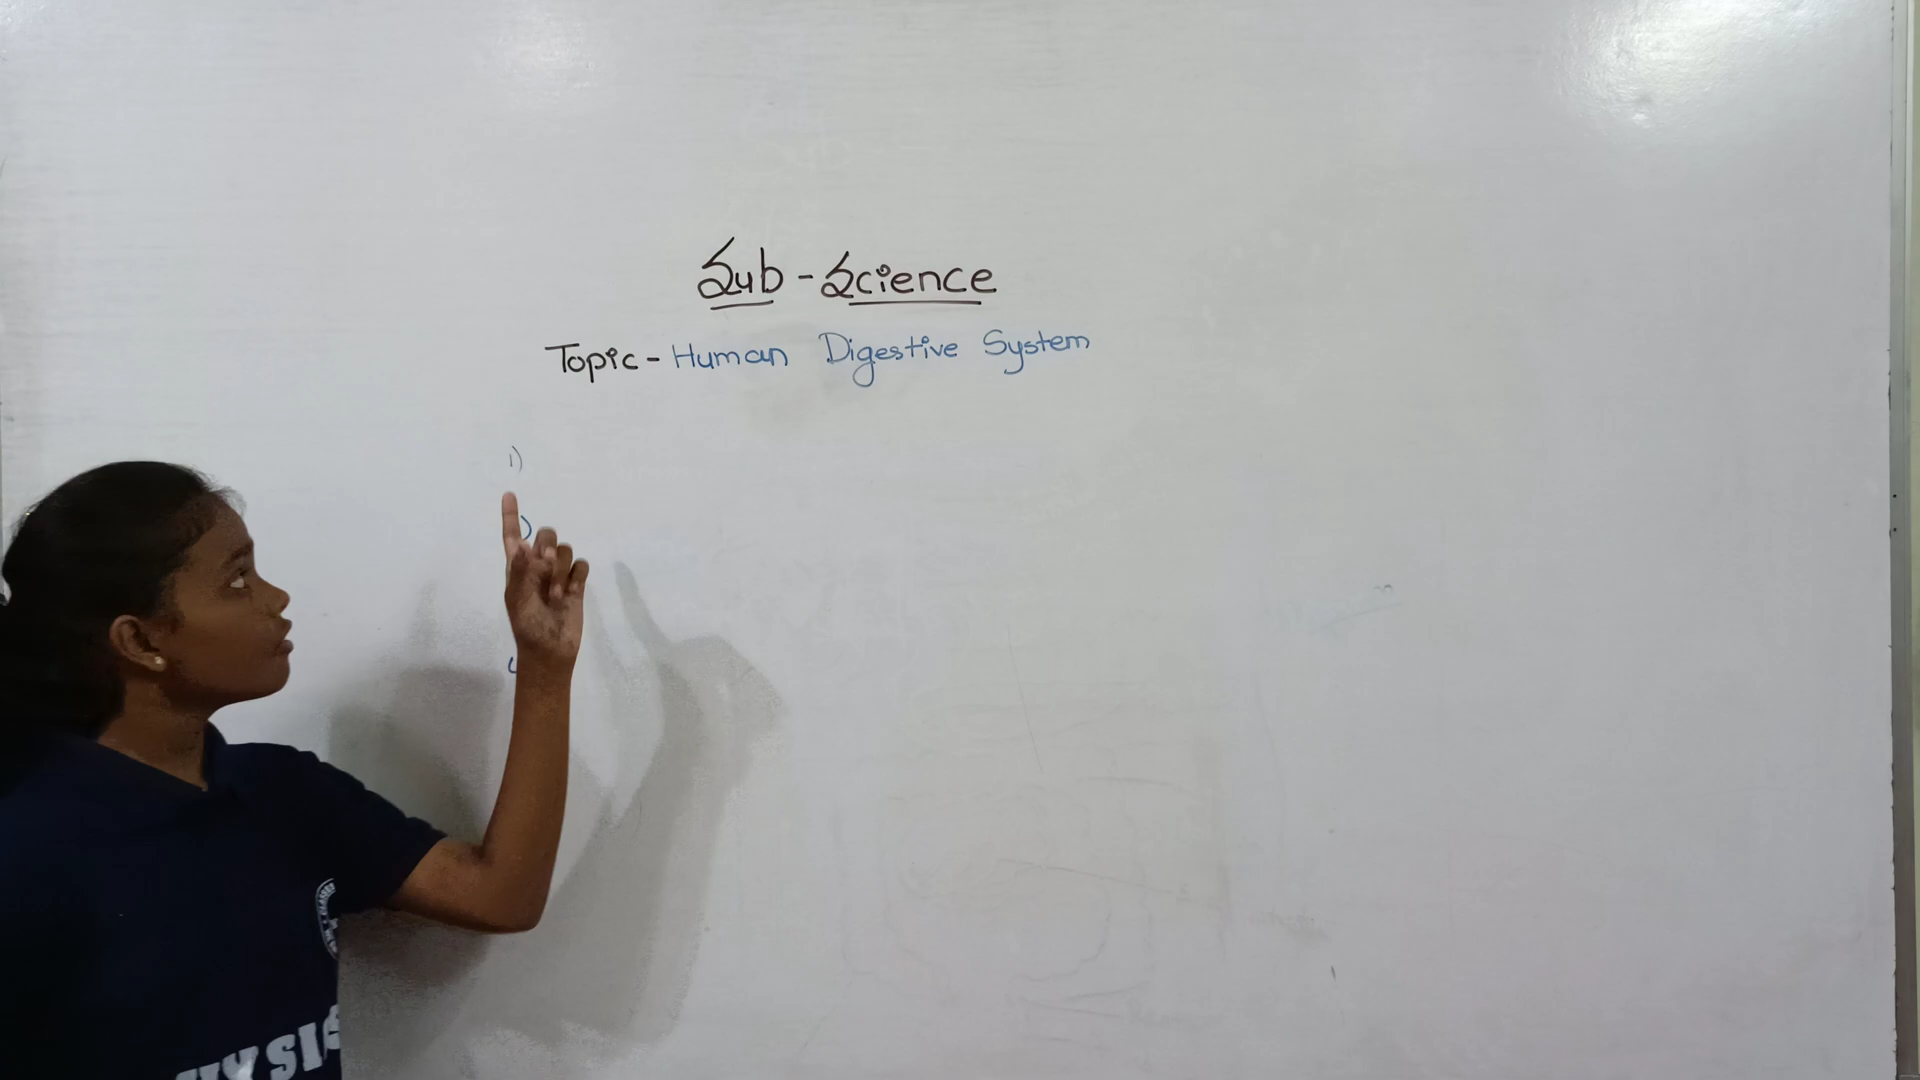 Sub - Science
Topic - Human Digestive System
1)
)